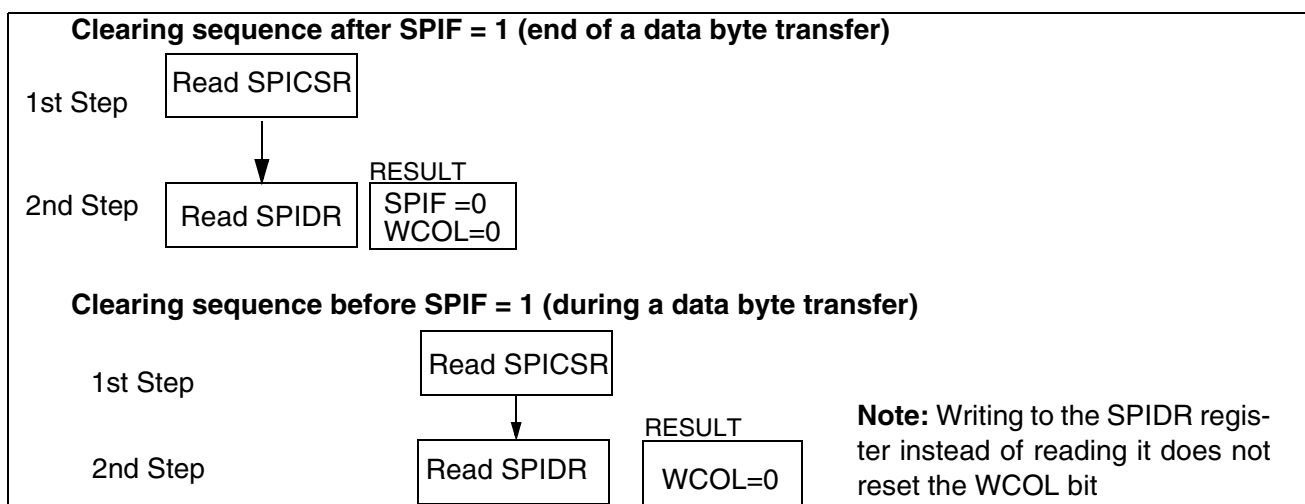 Clearing sequence after SPIF = 1 (end of a data byte transfer)
1st Step
Read SPICSR
2nd Step
Read SPIDR
RESULT
SPIF =0
WCOL=0
Clearing sequence before SPIF = 1 (during a data byte transfer)
1st Step
Read SPICSR
2nd Step
Read SPIDR
RESULT
WCOL=0
Note: Writing to the SPIDR regis-
ter instead of reading it does not
reset the WCOL bit